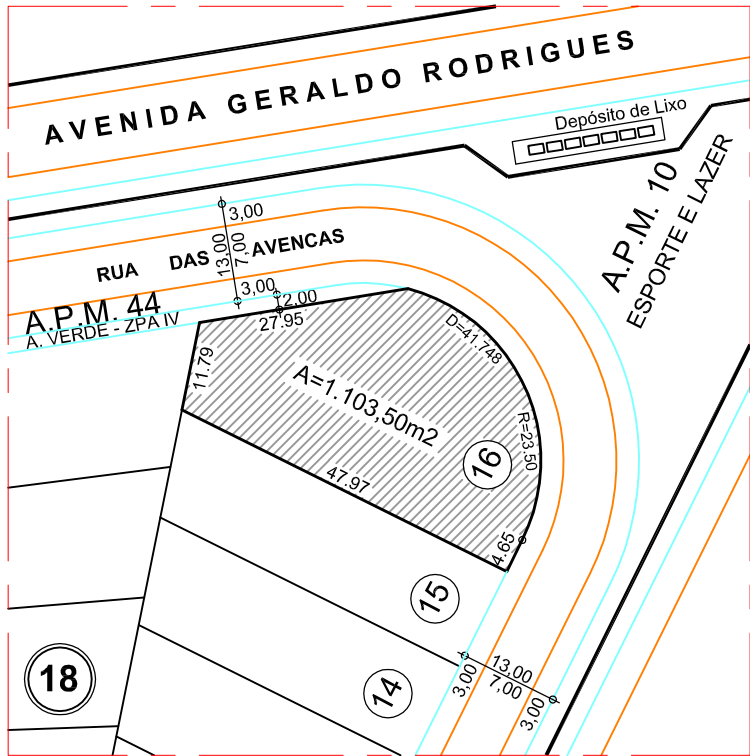 AVENIDA GERALDO RODRIGUES
Depósito de Lixo
A.P.M. 10
ESPORTE E LAZER
3,00
13,00
7,00
RUA DAS AVENCAS
3,00
2,00
A.P.M. 44
A. VERDE - ZPA IV
27.95
D=41.748
11.79
A=1.103,50m2
R=23.50
16
47.97
4.65
15
13,00
3,00
7,00
3,00
14
18